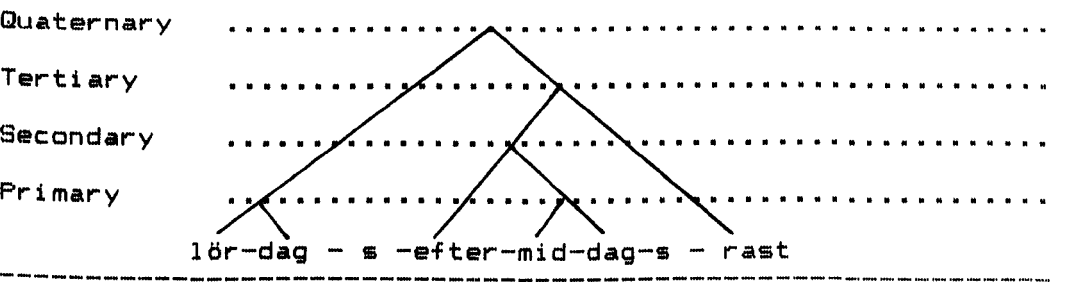 Quaternary
Tertiary
Secondary
Primary
lör-dag - s -efter-mid-dag-s - rast